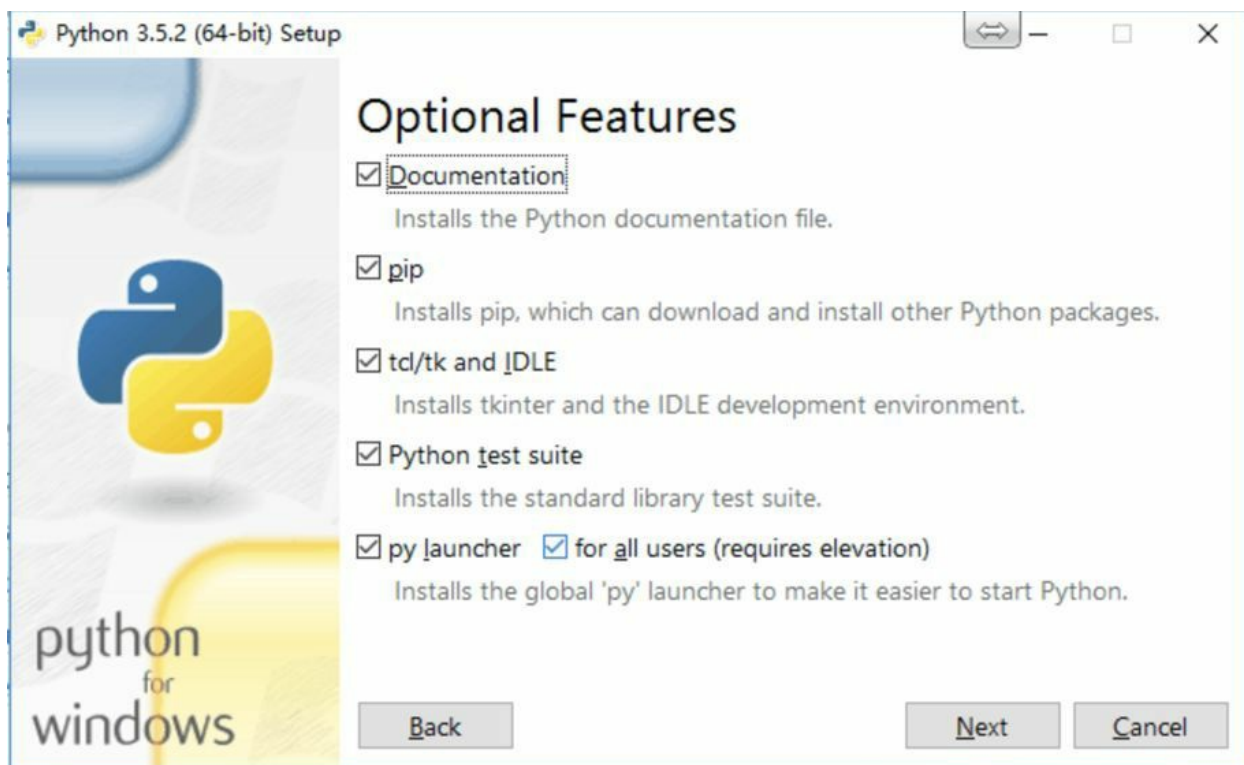 Python 3.5.2 (64-bit) Setup
Optional Features
Documentation
Installs the Python documentation file.
pip
Installs pip, which can download and install other Python packages.
tcl/tk and IDLE
Installs tkinter and the IDLE development environment.
Python test suite
Installs the standard library test suite.
py launcher for all users (requires elevation)
Installs the global 'py' launcher to make it easier to start Python.
python
for
windows
Back Next Cancel